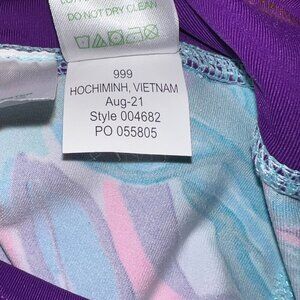 DO NOT DRY CLEAN
999
HOCHIMINH, VIETNAM
Aug-21
Style 004682
PO 055805